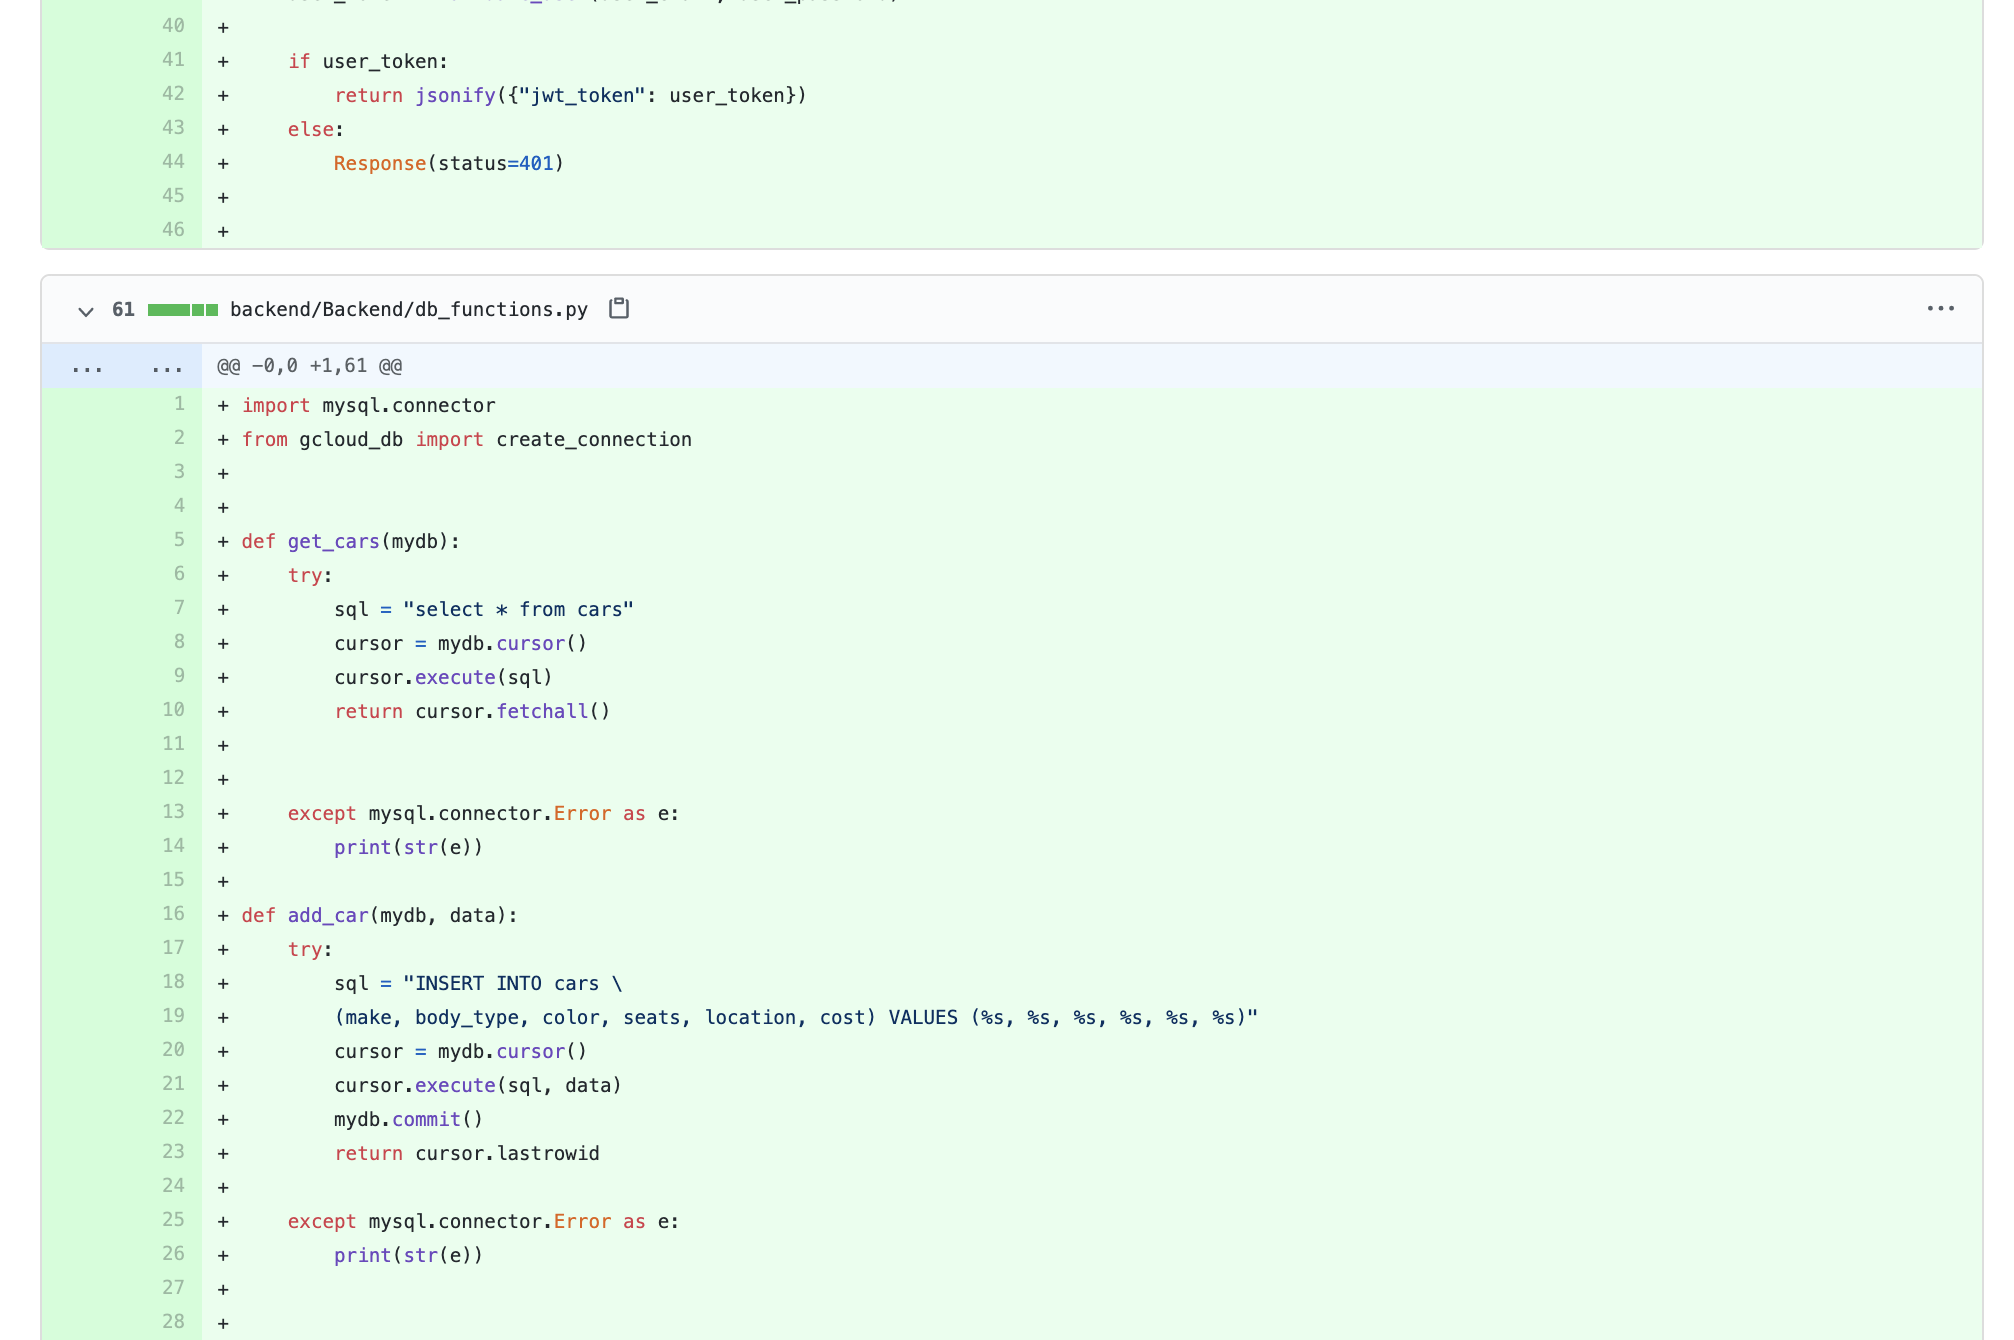 40 +
41 +     if user_token:
42 +         return jsonify({"jwt_token": user_token})
43 +     else:
44 +         Response(status=401)
45 +
46 +
61 backend/Backend/db_functions.py ...
... ... @@ -0,0 +1,61 @@
1 + import mysql.connector
2 + from gcloud_db import create_connection
3 +
4 +
5 + def get_cars(mydb):
6 +     try:
7 +         sql = "select * from cars"
8 +         cursor = mydb.cursor()
9 +         cursor.execute(sql)
10 +         return cursor.fetchall()
11 +
12 +
13 +     except mysql.connector.Error as e:
14 +         print(str(e))
15 +
16 + def add_car(mydb, data):
17 +     try:
18 +         sql = "INSERT INTO cars \
19 +         (make, body_type, color, seats, location, cost) VALUES (%s, %s, %s, %s, %s, %s)"
20 +         cursor = mydb.cursor()
21 +         cursor.execute(sql, data)
22 +         mydb.commit()
23 +         return cursor.lastrowid
24 +
25 +     except mysql.connector.Error as e:
26 +         print(str(e))
27 +
28 +